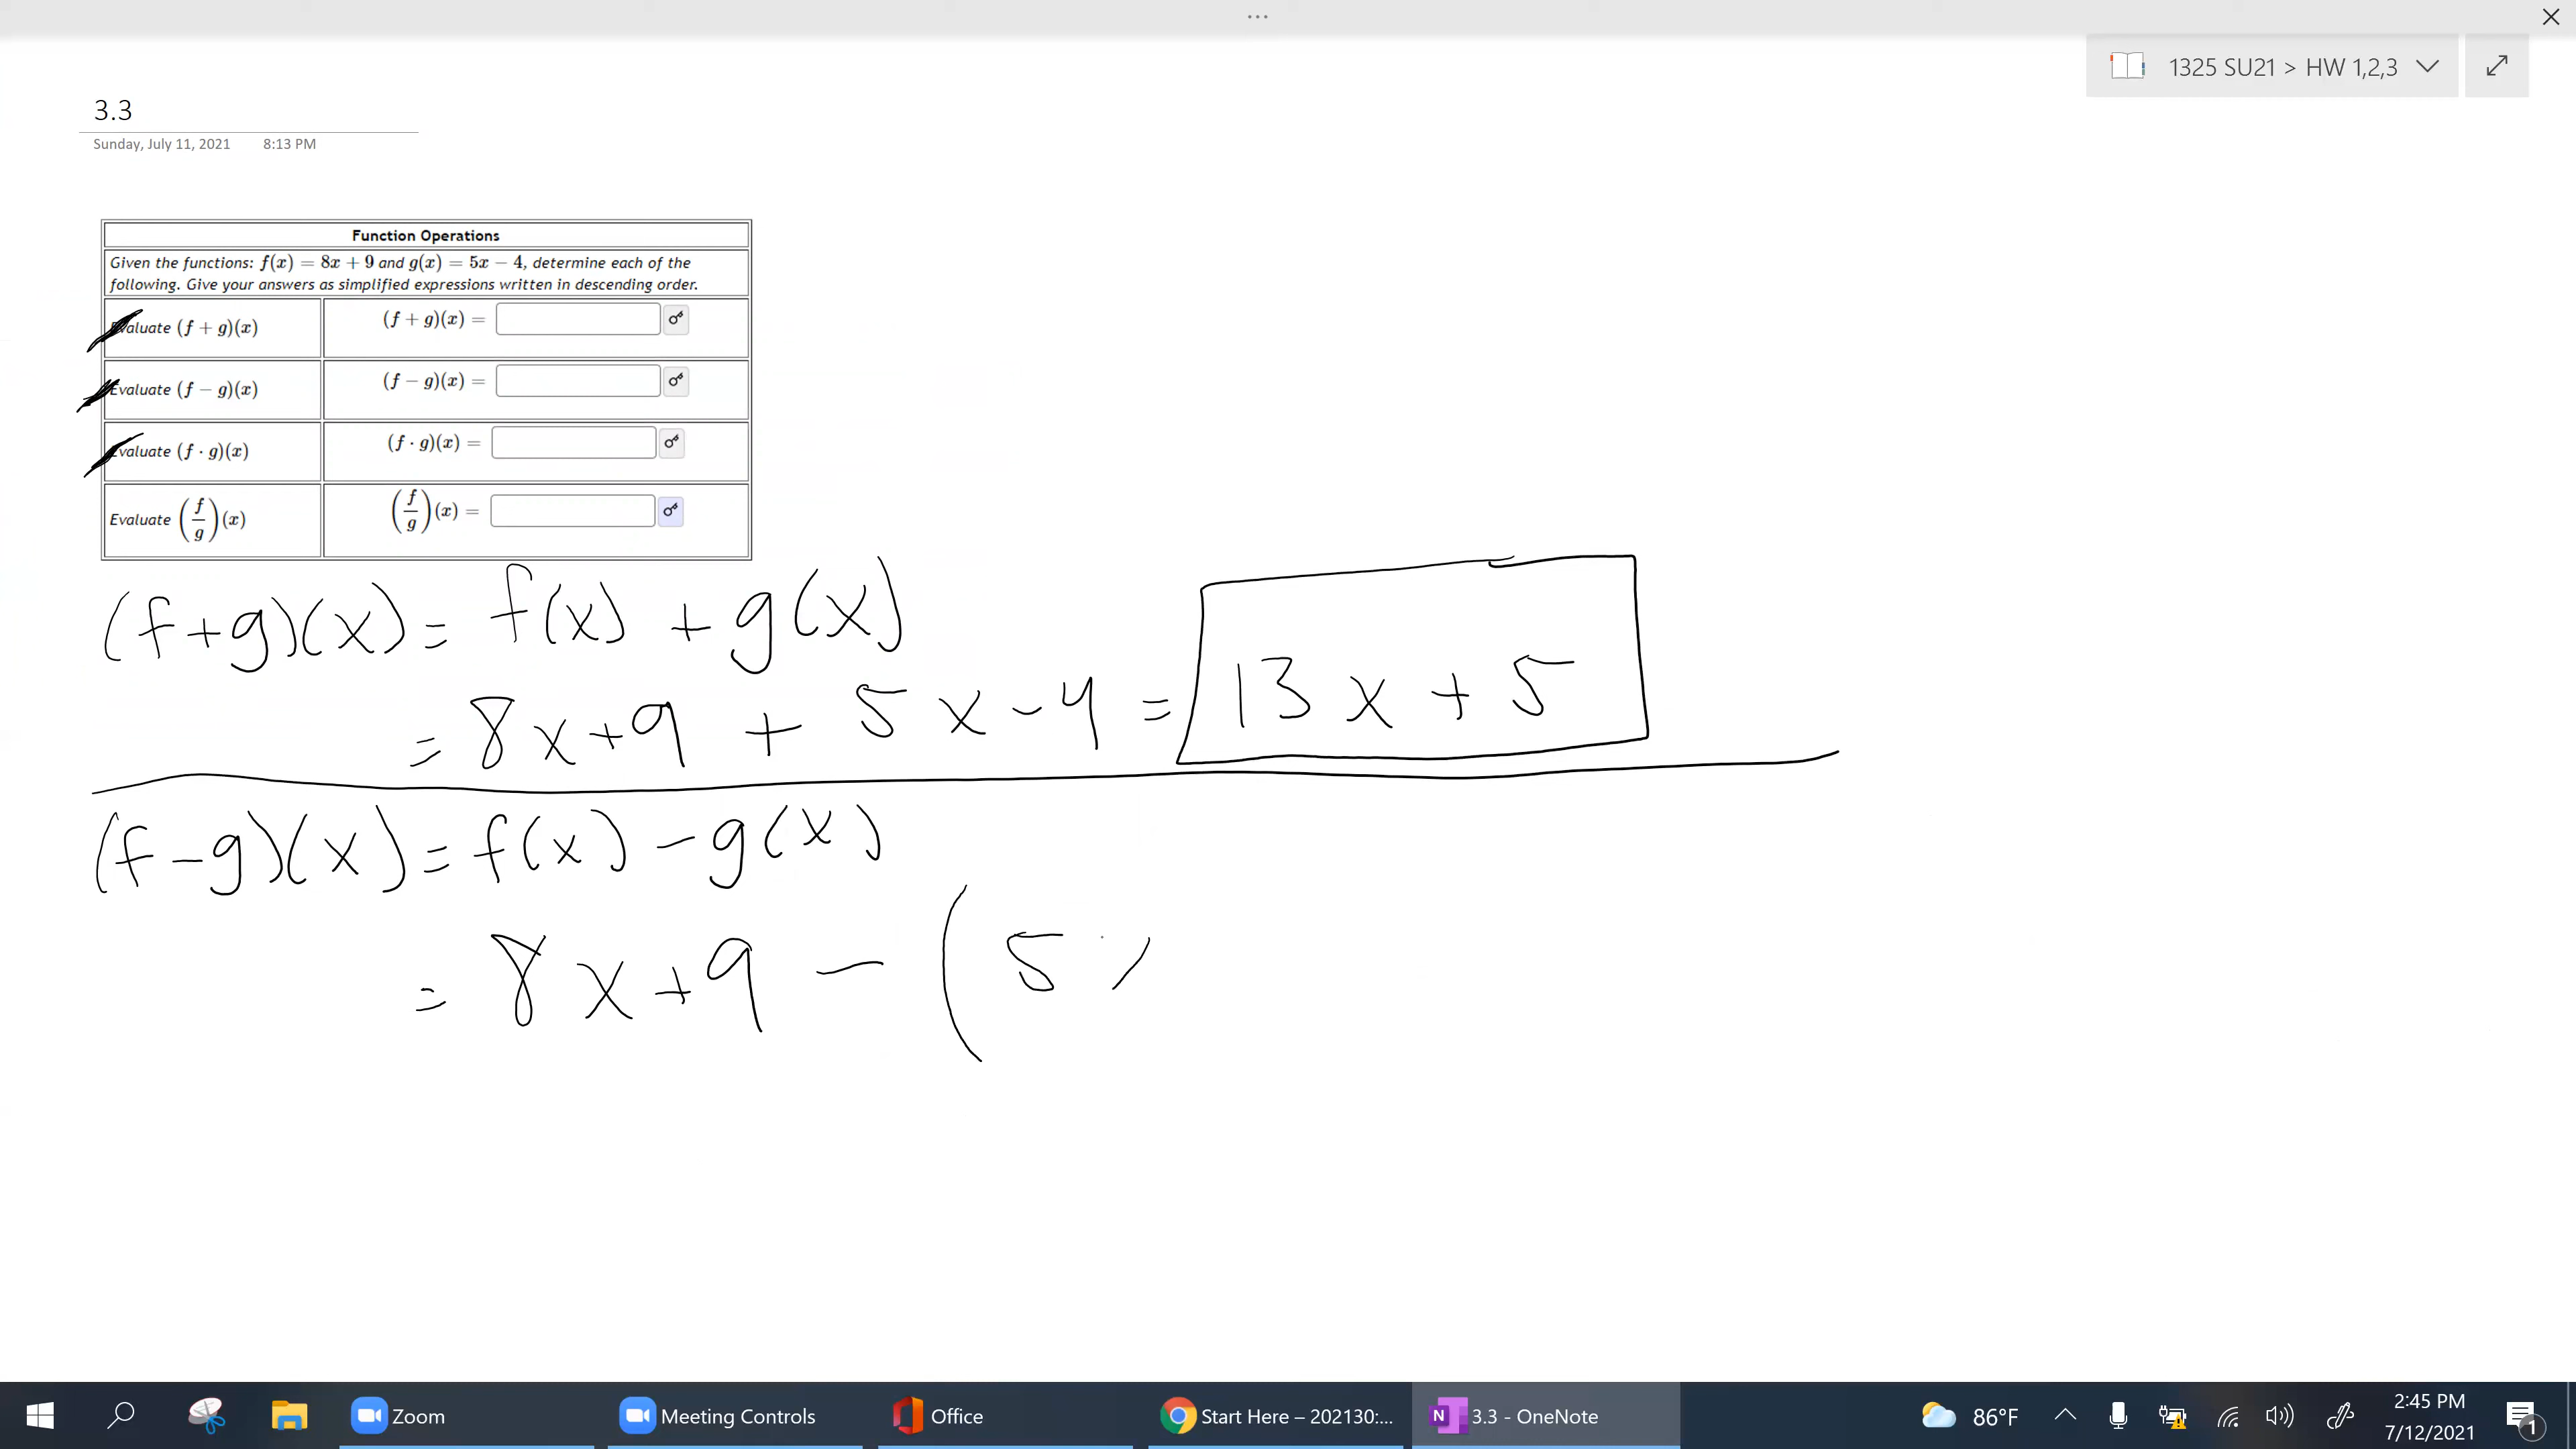 1325 SU21 > HW 1,2,3
3.3
Sunday, July 11, 2021 8:13 PM
Function Operations
Given the functions: f(x) = 8x + 9 and g(x) = 5x − 4, determine each of the
following. Give your answers as simplified expressions written in descending order.
Evaluate (f + g)(x) (f + g)(x) =
Evaluate (f − g)(x) (f − g)(x) =
Evaluate (f · g)(x) (f · g)(x) =
Evaluate (f/g)(x) (f/g)(x) =
(f+g)(x) = f(x) + g(x)
= 8x+9 + 5x-4 = 13x+5
(f-g)(x) = f(x) - g(x)
= 8x+9 - (5
Zoom
Meeting Controls
Office
Start Here – 202130:...
3.3 - OneNote
86°F
2:45 PM
7/12/2021
1